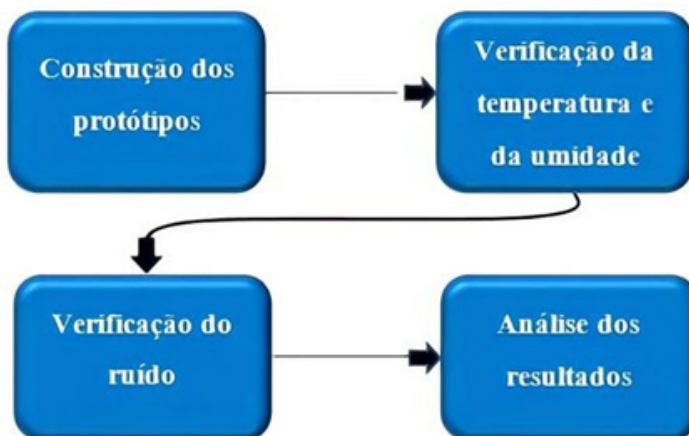 Construção dos
protótipos
Verificação da
temperatura e
da umidade
Verificação do
ruído
Análise dos
resultados